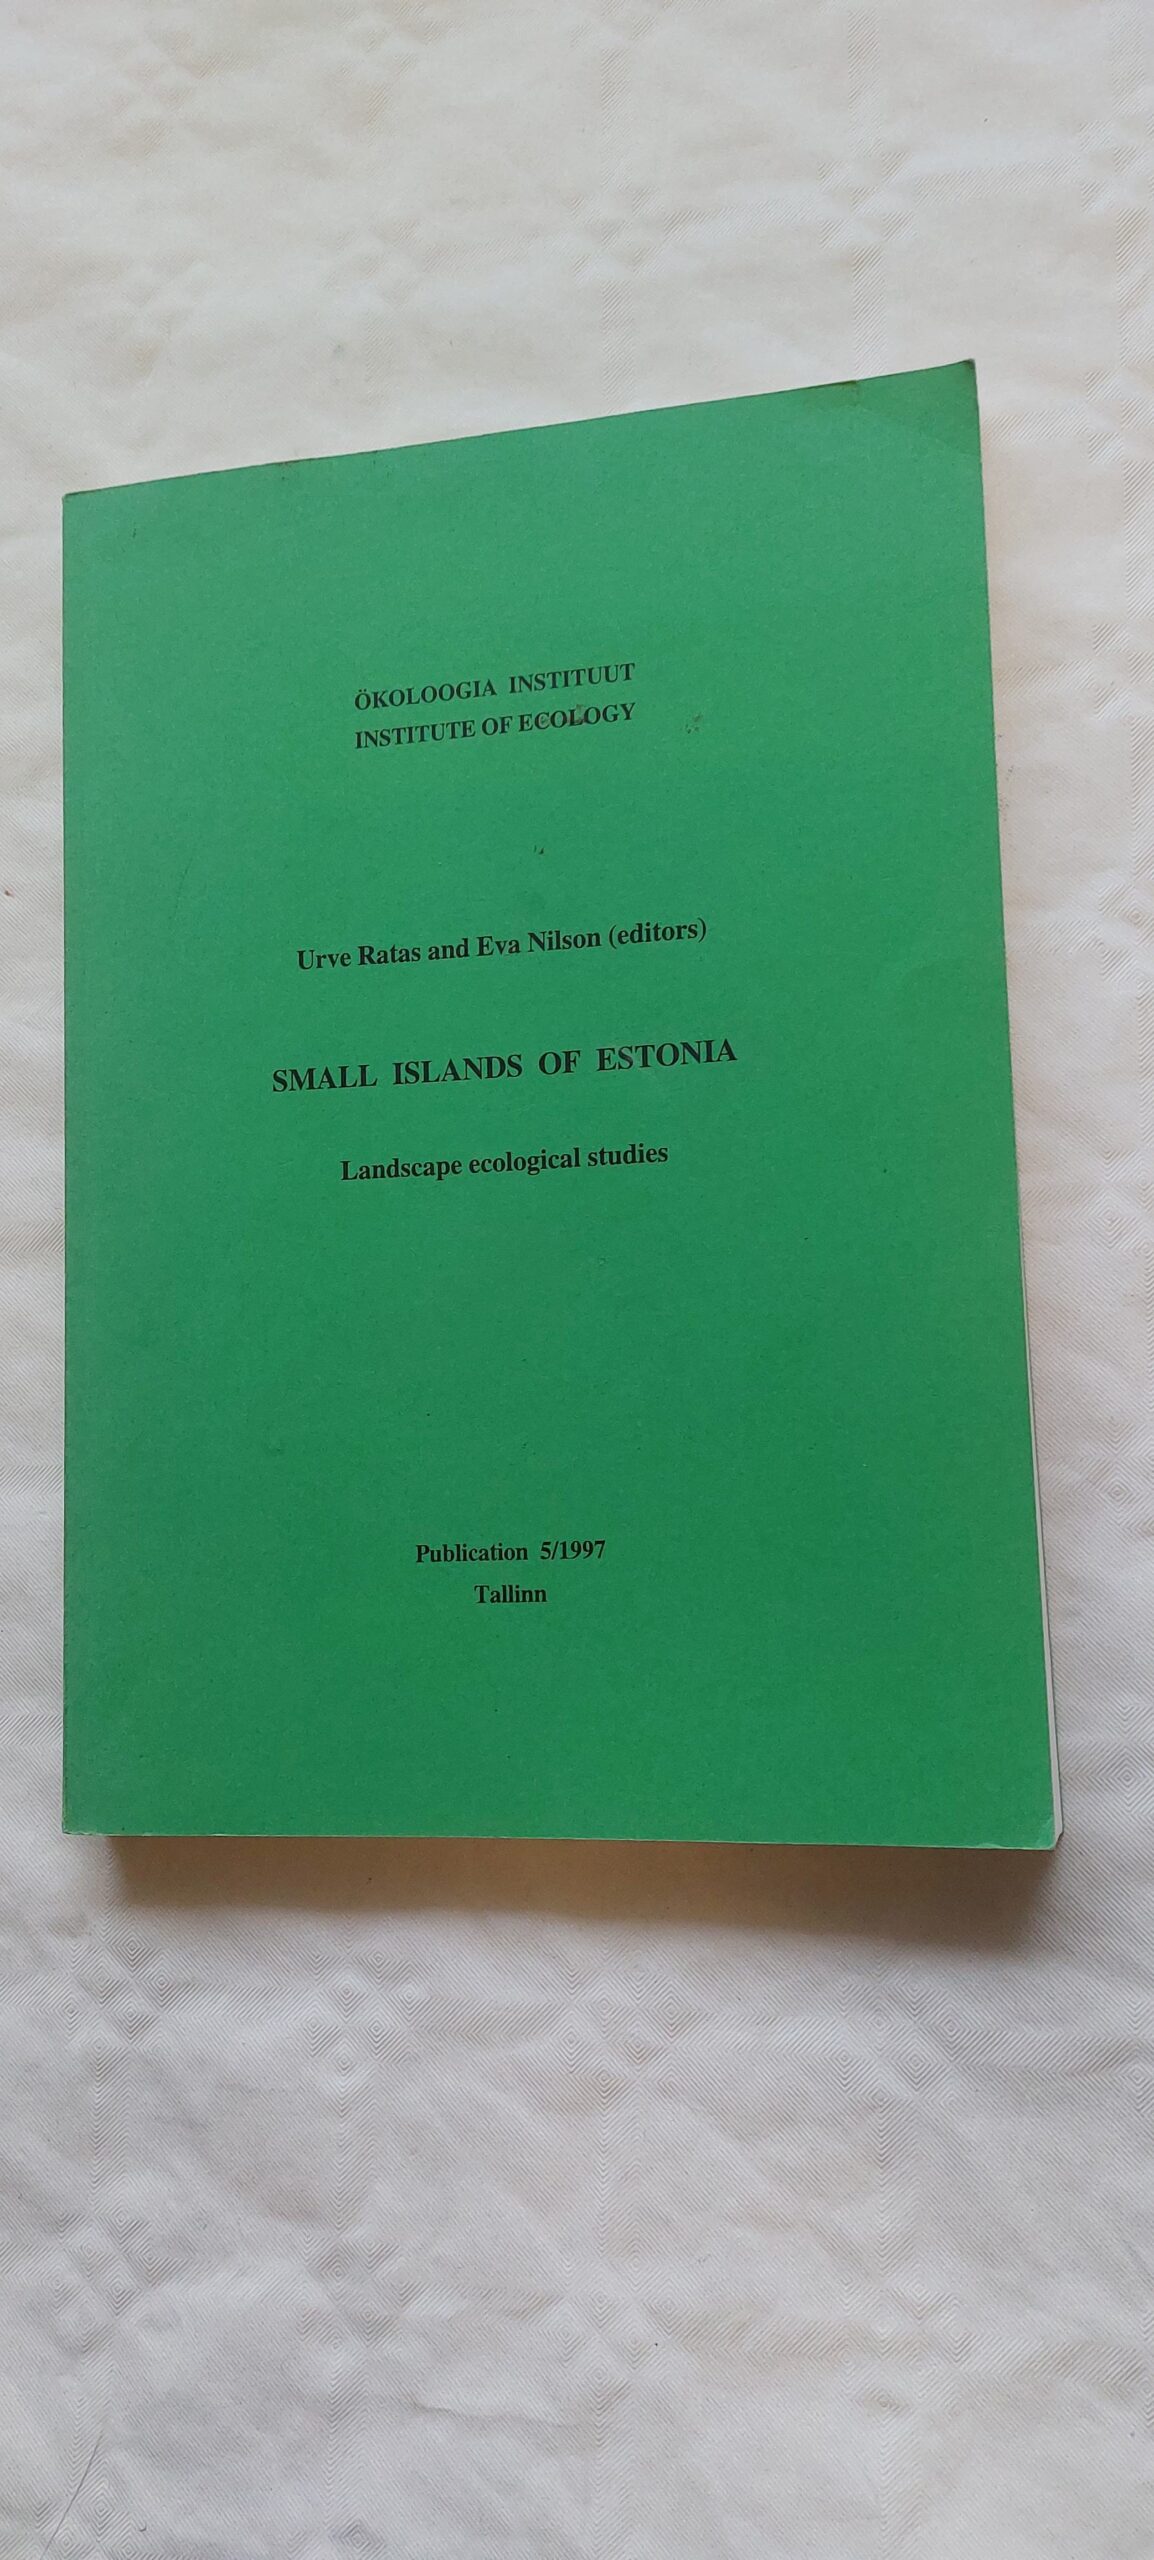 ÖKOLOOGIA INSTITUUT
INSTITUTE OF ECOLOGY
Urve Ratas and Eva Nilson (editors)
SMALL ISLANDS OF ESTONIA
Landscape ecological studies
Publication 5/1997
Tallinn